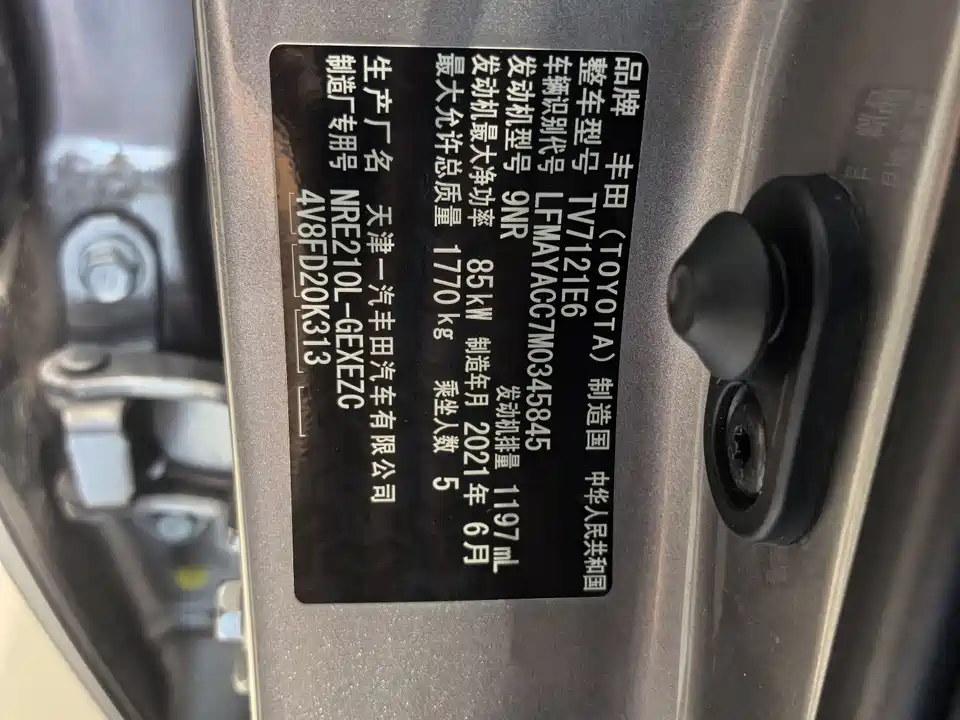 品牌 丰田（TOYOTA） 制造国 中华人民共和国
整车型号 TV7121E6
车辆识别代号 LFMAYACC7M0345845
发动机型号 9NR 发动机排量 1197 mL
发动机最大净功率 85kW 制造年月 2021年 6月
最大允许总质量 1770kg 乘坐人数 5
生产厂名 天津一汽丰田汽车有限公司
制造厂专用号 NRE210L-GEXEZC
4V8FD20K313